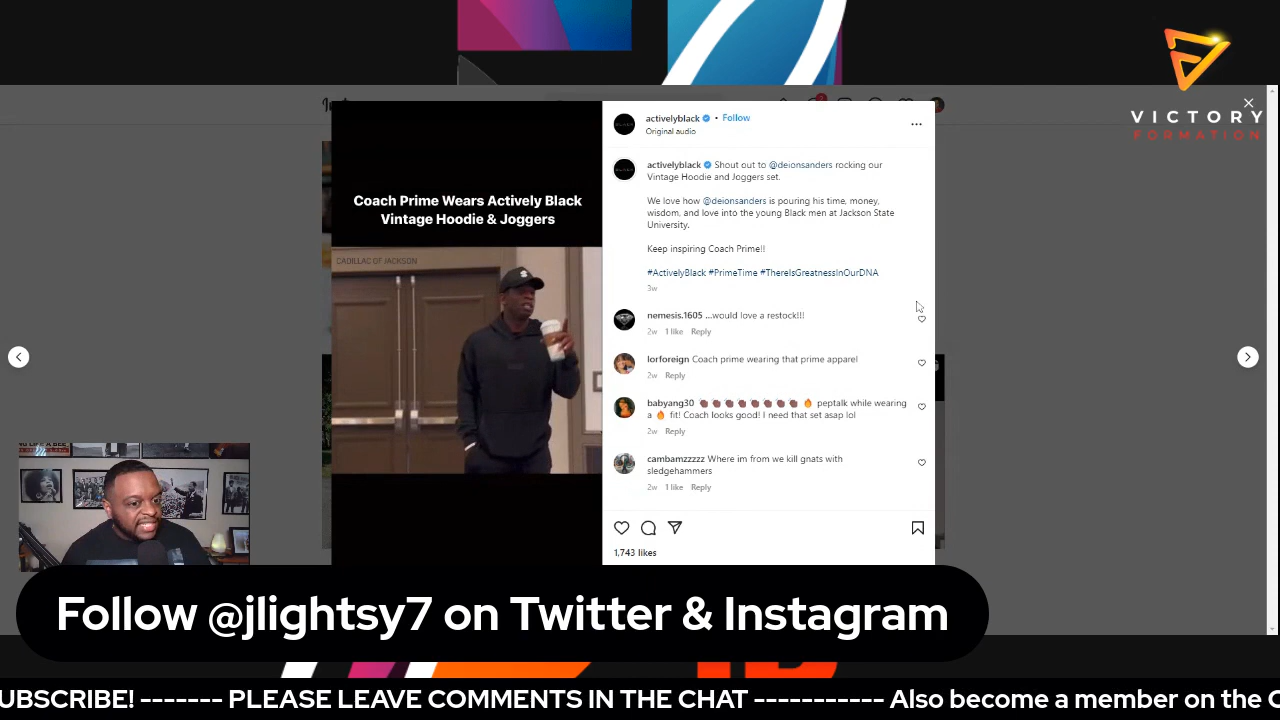 VICTORY
FORMATION
activelyblack • Follow
Original audio
Coach Prime Wears Actively Black
Vintage Hoodie & Joggers
CADILLAC OF JACKSON
activelyblack Shout out to @deionsanders rocking our
Vintage Hoodie and Joggers set.
We love how @deionsanders is pouring his time, money,
wisdom, and love into the young Black men at Jackson State
University.
Keep inspiring Coach Prime!!
#ActivelyBlack #PrimeTime #ThereIsGreatnessInOurDNA
3w
nemesis.1605 ...would love a restock!!!
2w 1 like Reply
lorforeign Coach prime wearing that prime apparel
2w Reply
babyang30 👏🏿👏🏿👏🏿👏🏿👏🏿👏🏿👏🏿👏🏿 🔥 peptalk while wearing
a 🔥 fit! Coach looks good! I need that set asap lol
2w Reply
cambamzzzzz Where im from we kill gnats with
sledgehammers
2w 1 like Reply
1,743 likes
Follow @jlightsy7 on Twitter & Instagram
UBSCRIBE! ------- PLEASE LEAVE COMMENTS IN THE CHAT ----------- Also become a member on the